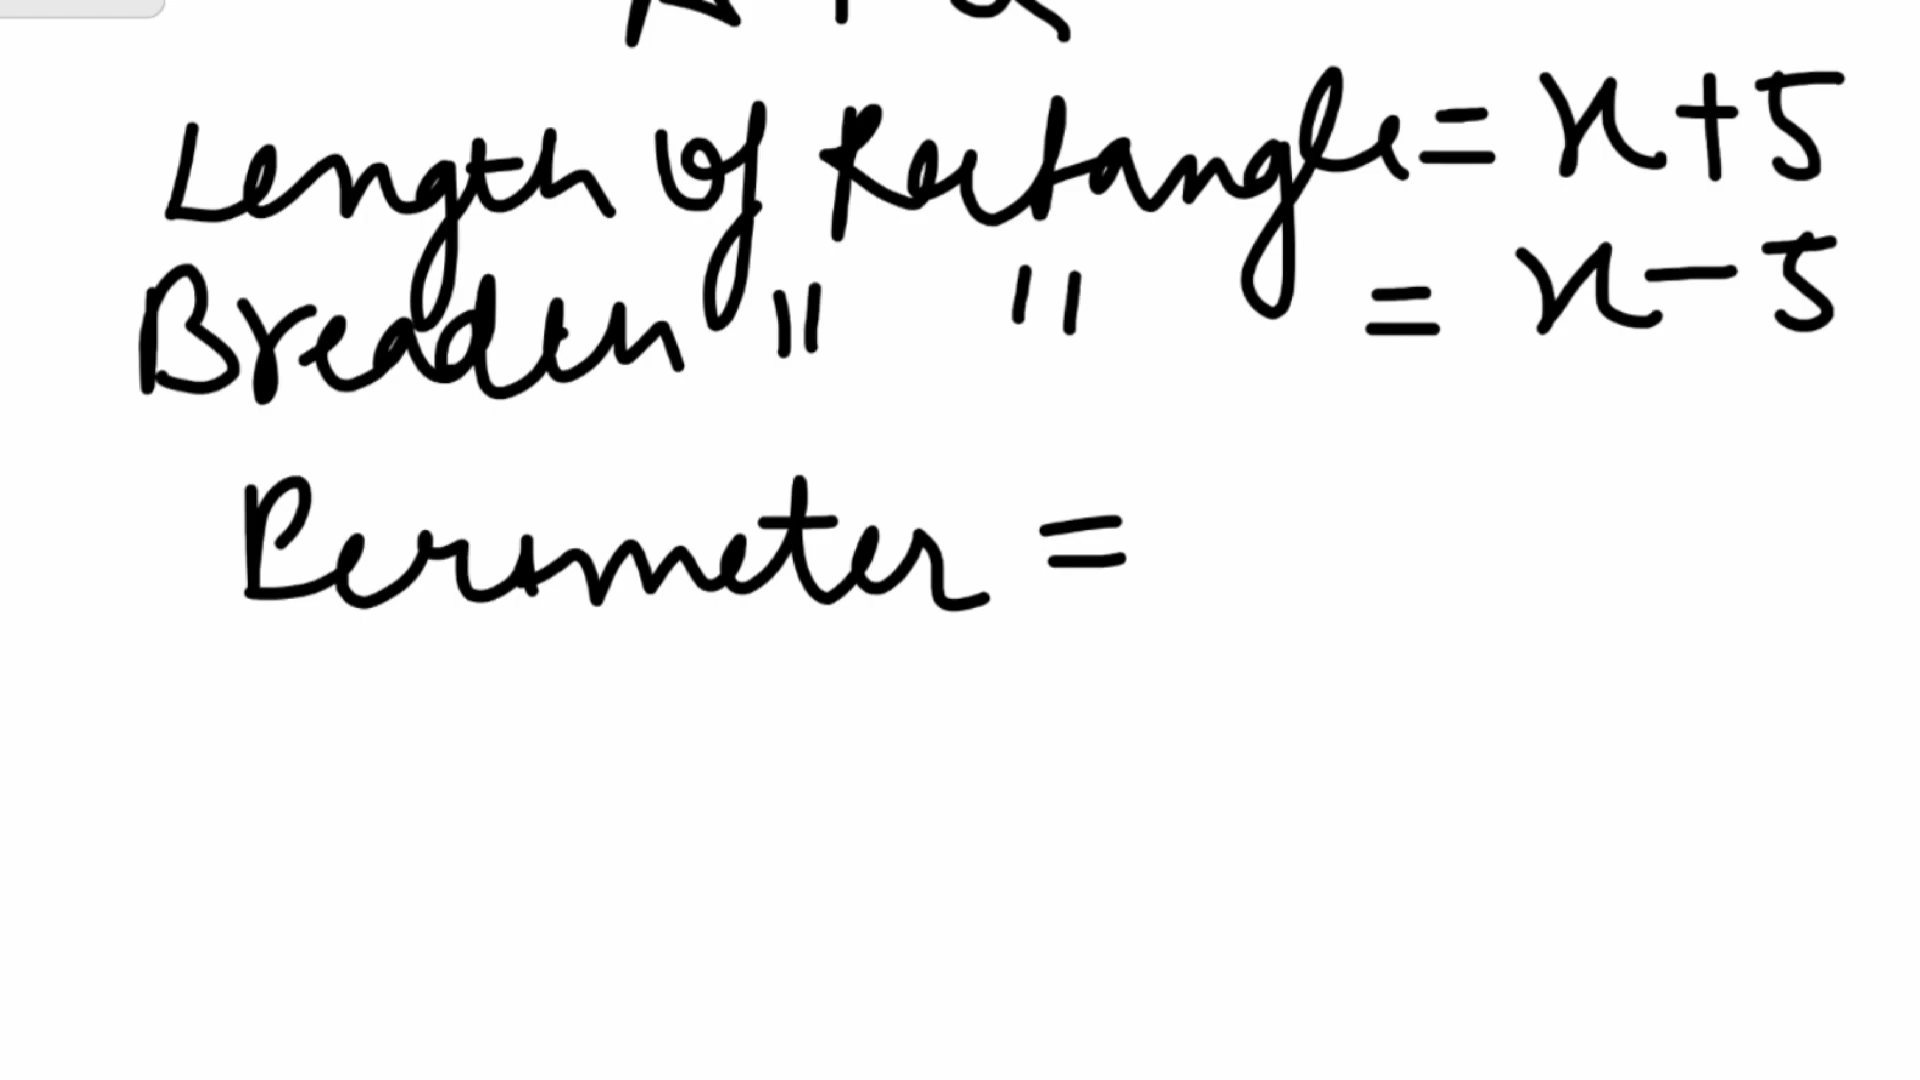 Length of Rectangle = x+5
Breadth " " = x-5
Perimeter =